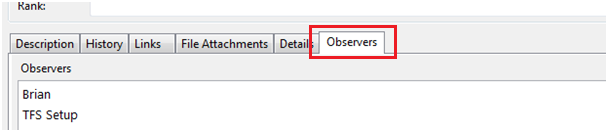 Rank:
Description History Links File Attachments Details Observers
Observers
Brian
TFS Setup